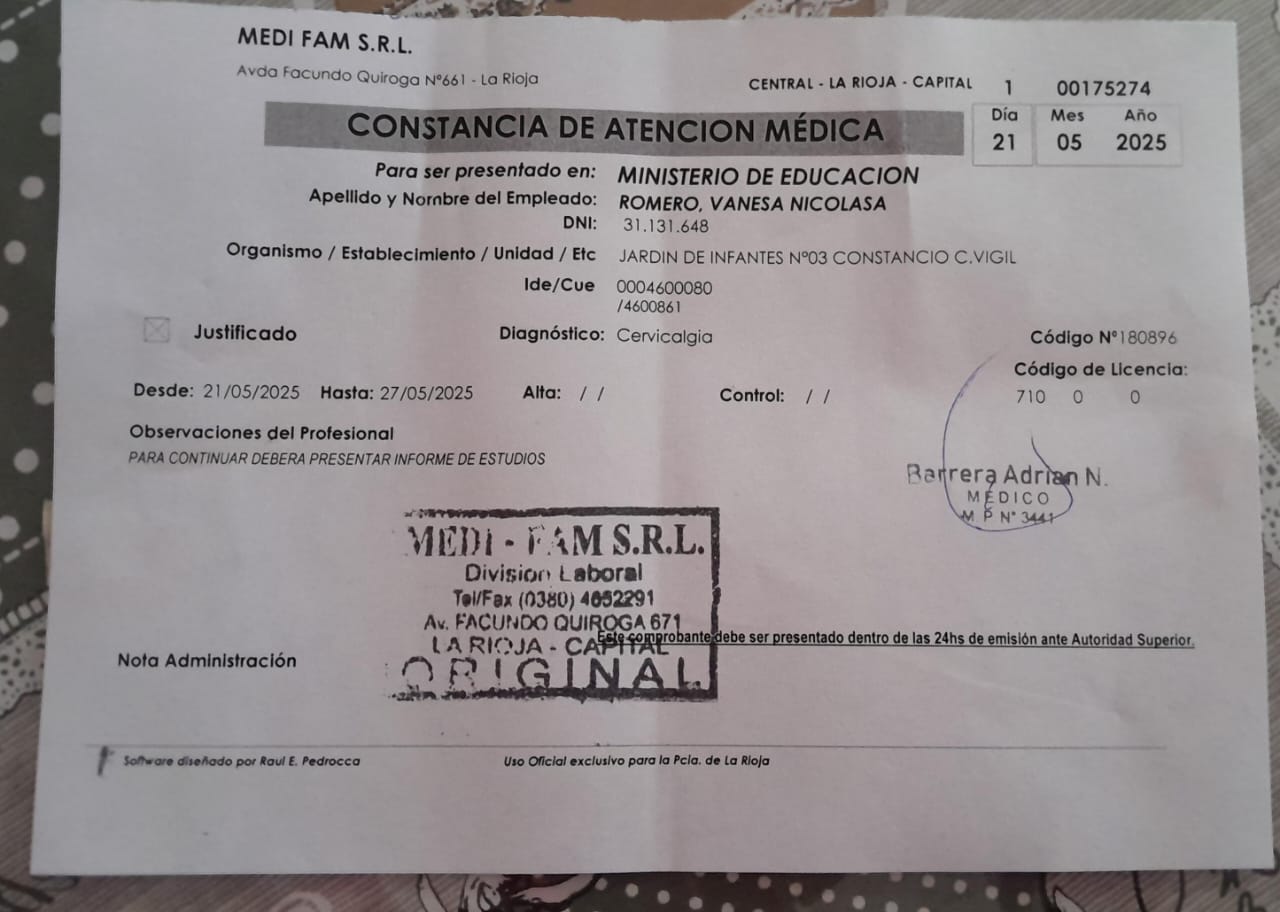 MEDI FAM S.R.L.
Avda Facundo Quiroga Nº661 - La Rioja
CENTRAL - LA RIOJA - CAPITAL 1 00175274
CONSTANCIA DE ATENCION MÉDICA
Día Mes Año
21 05 2025
Para ser presentado en: MINISTERIO DE EDUCACION
Apellido y Nombre del Empleado: ROMERO, VANESA NICOLASA
DNI: 31.131.648
Organismo / Establecimiento / Unidad / Etc JARDIN DE INFANTES Nº03 CONSTANCIO C.VIGIL
Ide/Cue 0004600080
/4600861
Justificado Diagnóstico: Cervicalgia Código Nº180896
Código de Licencia:
710 0 0
Desde: 21/05/2025 Hasta: 27/05/2025 Alta: / / Control: / /
Observaciones del Profesional
PARA CONTINUAR DEBERA PRESENTAR INFORME DE ESTUDIOS
Barrera Adrian N.
MÉDICO
M P N° 3441
MEDI - FAM S.R.L.
Division Laboral
Tel/Fax (0380) 4652291
Av. FACUNDO QUIROGA 671
LA RIOJA - CAPITAL
ORIGINAL
Este comprobante debe ser presentado dentro de las 24hs de emisión ante Autoridad Superior.
Nota Administración
Software diseñado por Raul E. Pedrocca
Uso Oficial exclusivo para la Pcia. de La Rioja